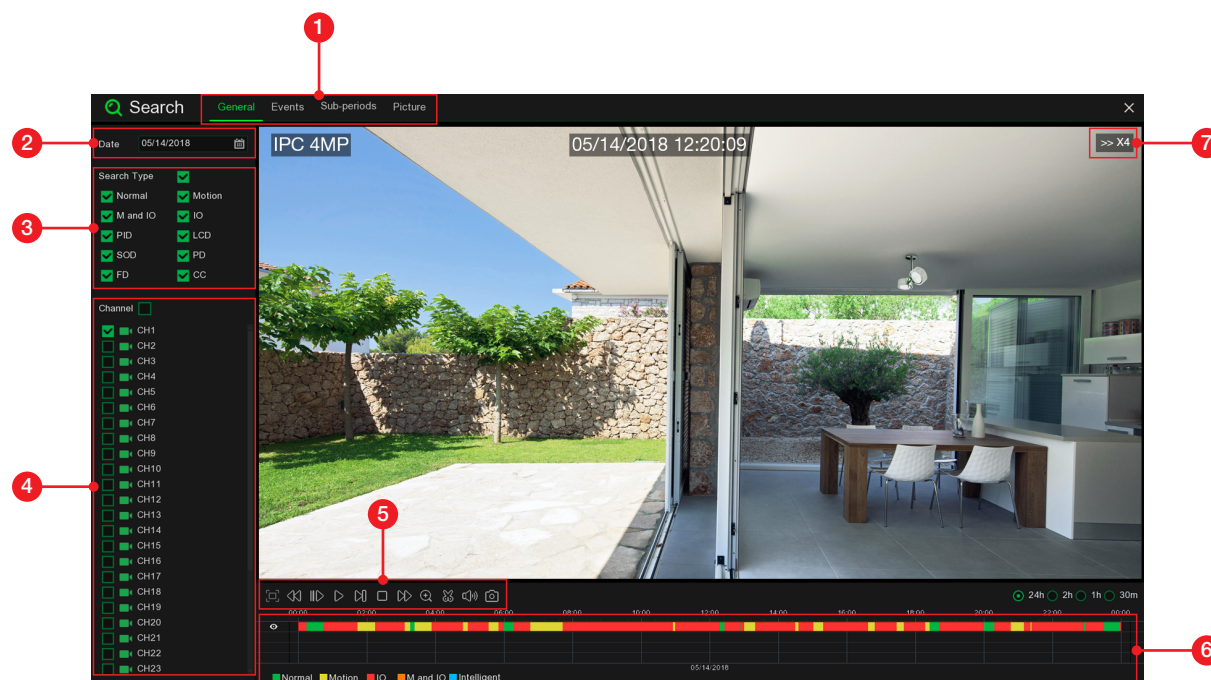 1
Search General Events Sub-periods Picture
2
Date 05/14/2018
IPC 4MP 05/14/2018 12:20:09
>> X4
7
3
Search Type
Normal Motion
M and IO IO
PID LCD
SOD PD
FD CC
4
Channel
CH1
CH2
CH3
CH4
CH5
CH6
CH7
CH8
CH9
CH10
CH11
CH12
CH13
CH14
CH15
CH16
CH17
CH18
CH19
CH20
CH21
CH22
CH23
5
24h 2h 1h 30m
00:00 02:00 04:00 06:00 08:00 10:00 12:00 14:00 16:00 18:00 20:00 22:00 00:00
6
05/14/2018
Normal Motion IO M and IO Intelligent